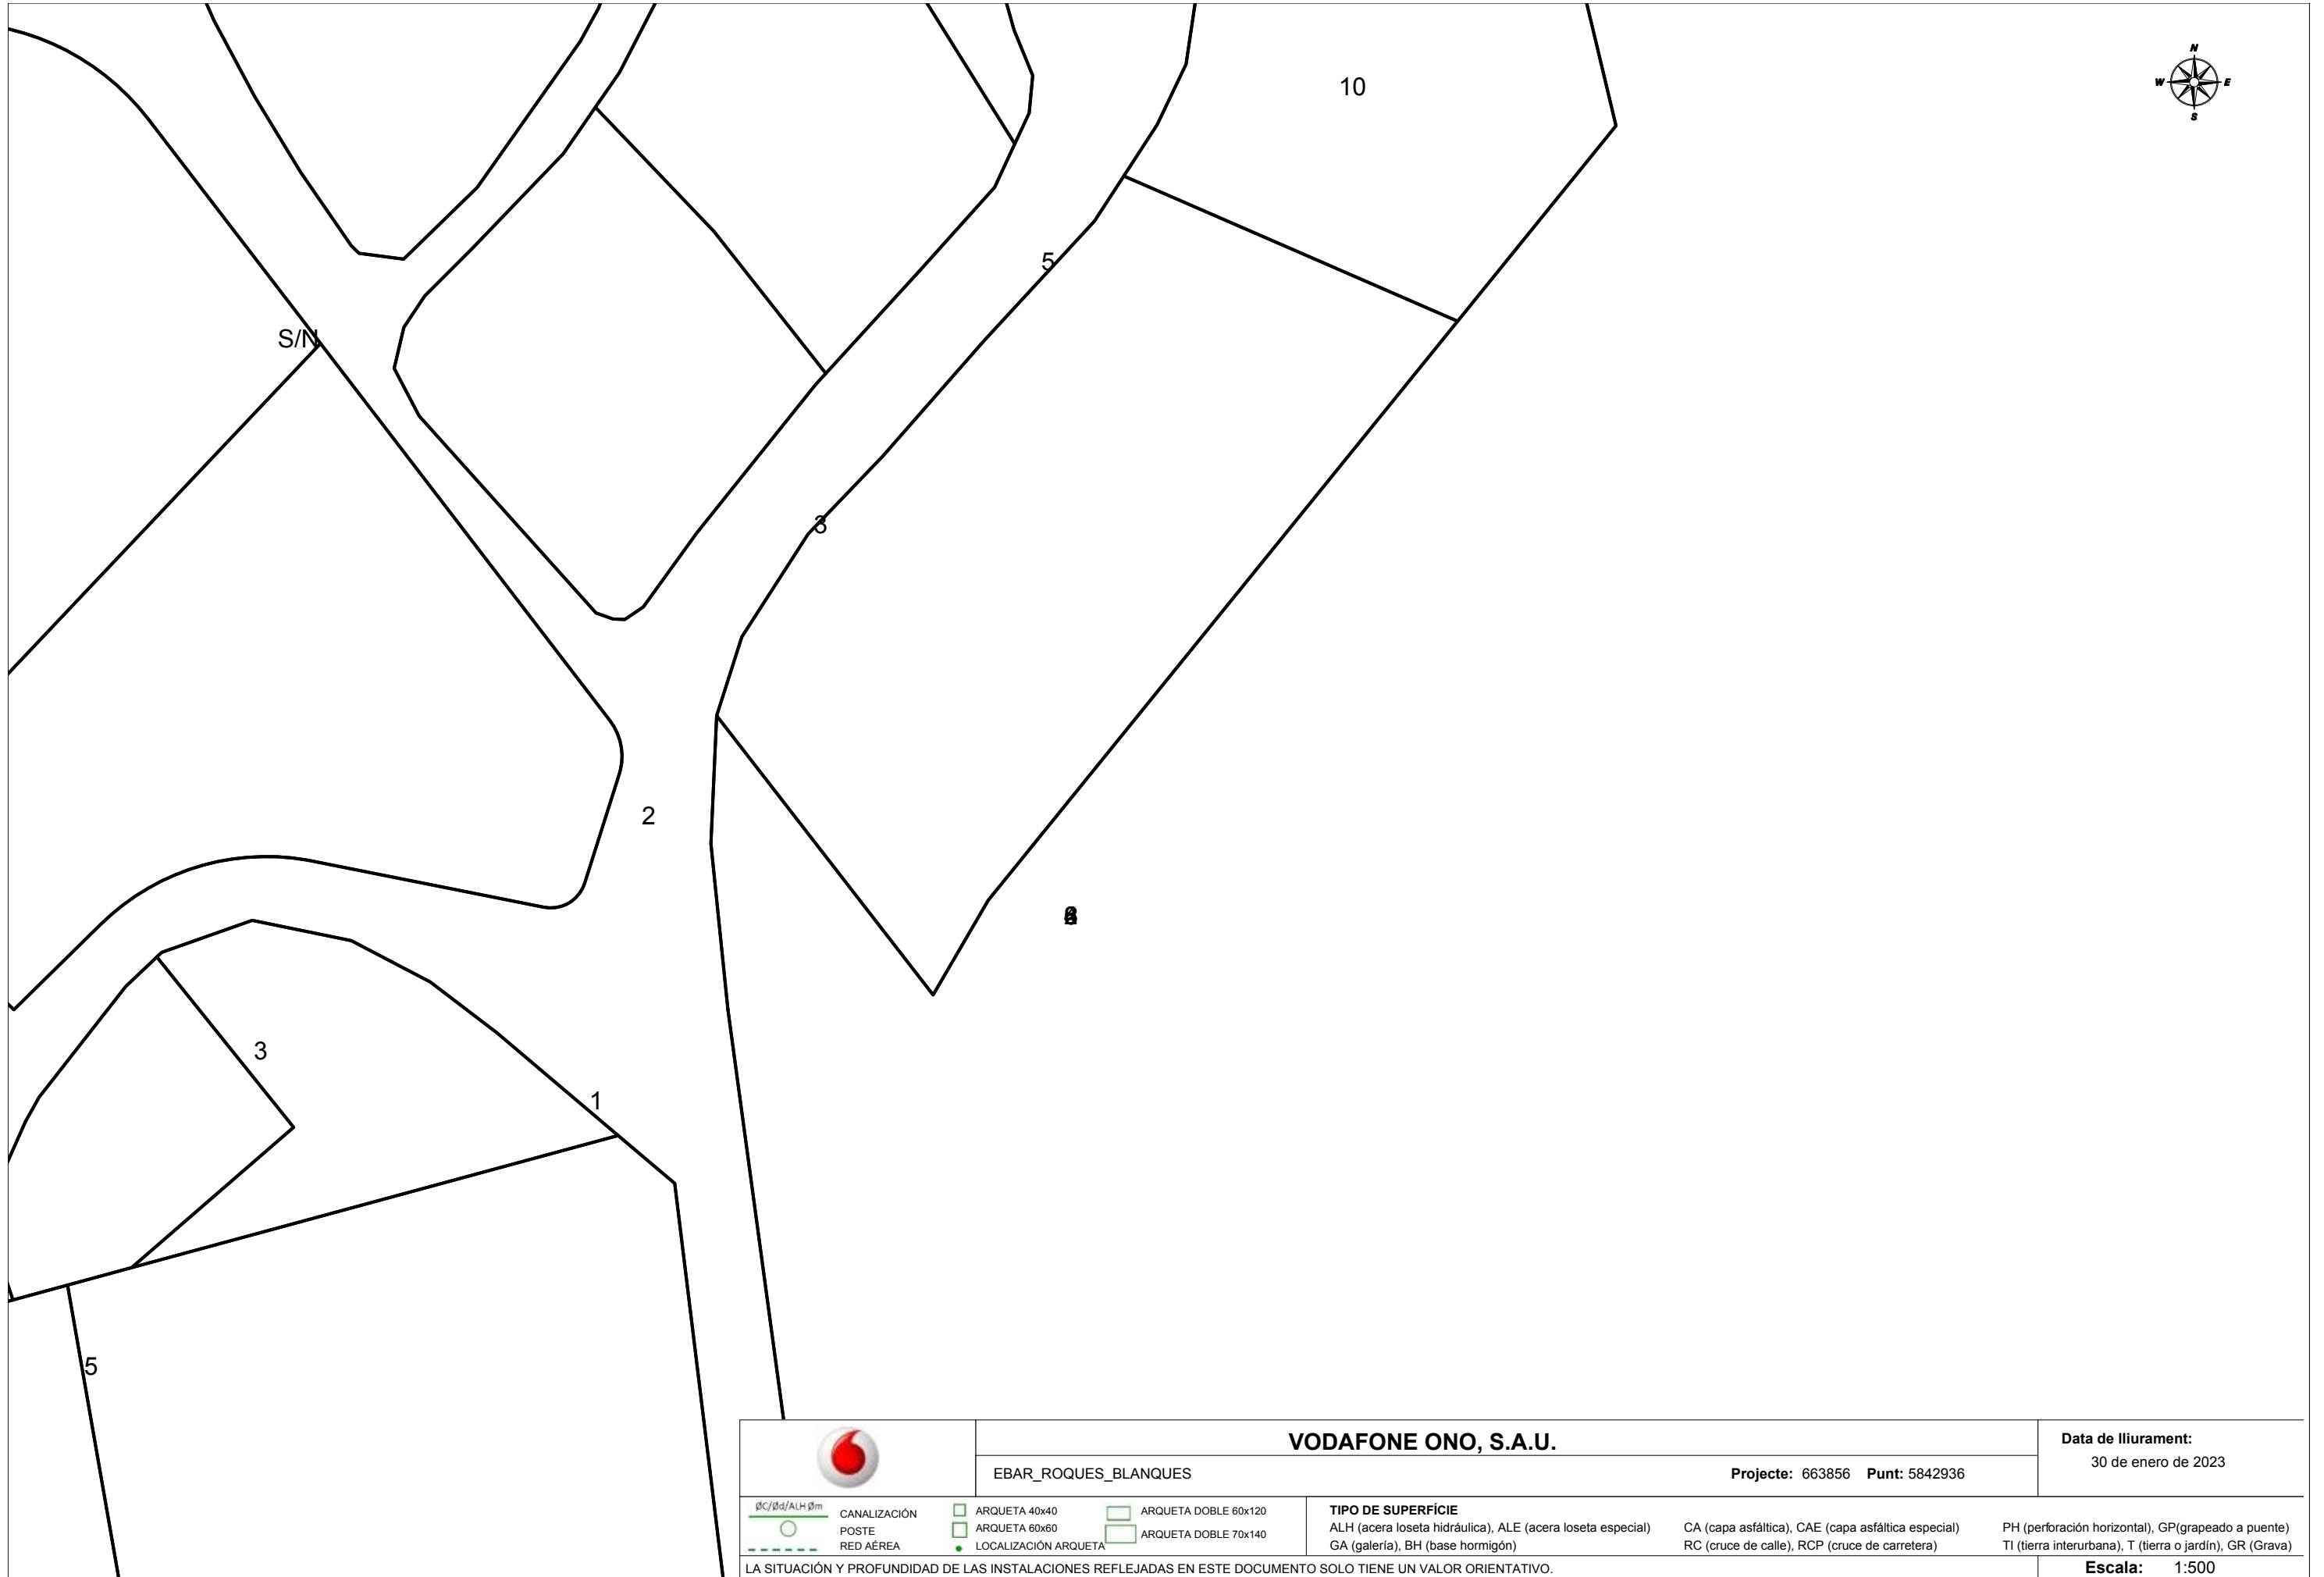 N
W E
S
10
5
S/N
3
2
3
1
5
VODAFONE ONO, S.A.U.
EBAR_ROQUES_BLANQUES
Projecte: 663856 Punt: 5842936
Data de lliurament:
30 de enero de 2023
ØC/Ød/ALH Øm
CANALIZACIÓN
POSTE
RED AÉREA
ARQUETA 40x40
ARQUETA 60x60
LOCALIZACIÓN ARQUETA
ARQUETA DOBLE 60x120
ARQUETA DOBLE 70x140
TIPO DE SUPERFÍCIE
ALH (acera loseta hidráulica), ALE (acera loseta especial)
GA (galería), BH (base hormigón)
CA (capa asfáltica), CAE (capa asfáltica especial)
RC (cruce de calle), RCP (cruce de carretera)
PH (perforación horizontal), GP(grapeado a puente)
TI (tierra interurbana), T (tierra o jardín), GR (Grava)
LA SITUACIÓN Y PROFUNDIDAD DE LAS INSTALACIONES REFLEJADAS EN ESTE DOCUMENTO SOLO TIENE UN VALOR ORIENTATIVO.
Escala: 1:500